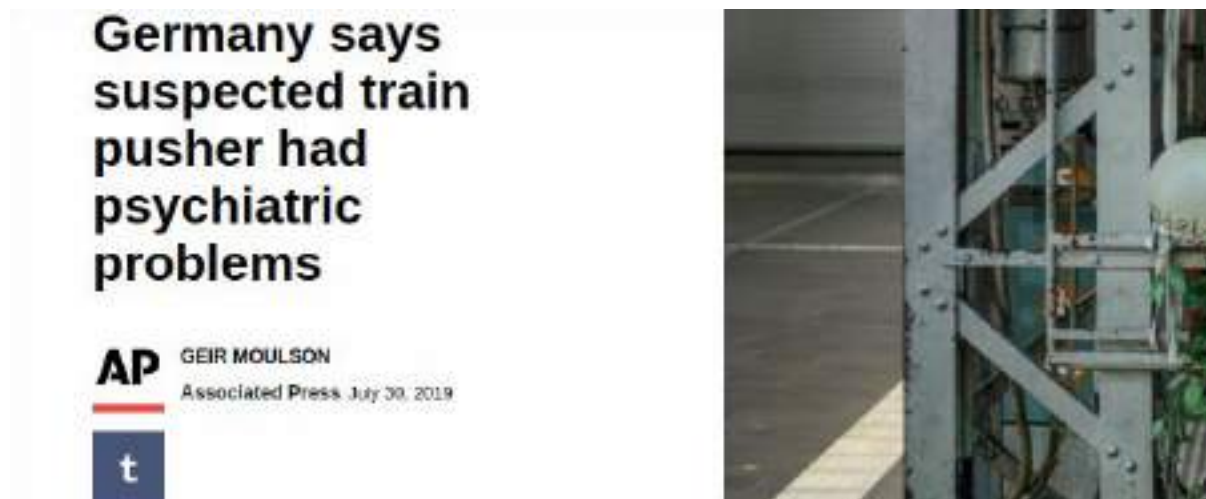 Germany says
suspected train
pusher had
psychiatric
problems
AP
GEIR MOULSON
Associated Press July 30, 2019
t